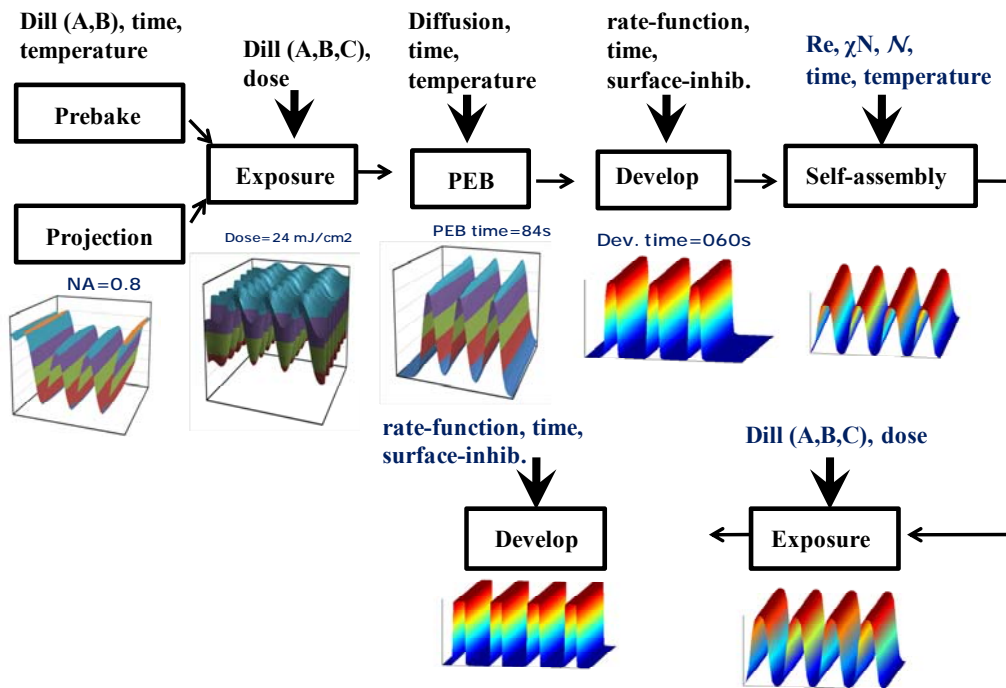 Dill (A,B), time,
temperature
Prebake
Projection
NA=0.8
Dill (A,B,C),
dose
Exposure
Dose=24 mJ/cm2
Diffusion,
time,
temperature
PEB
PEB time=84s
rate-function,
time,
surface-inhib.
Develop
Dev. time=060s
Re, χN, 𝒩,
time, temperature
Self-assembly
Dill (A,B,C), dose
Exposure
rate-function, time,
surface-inhib.
Develop